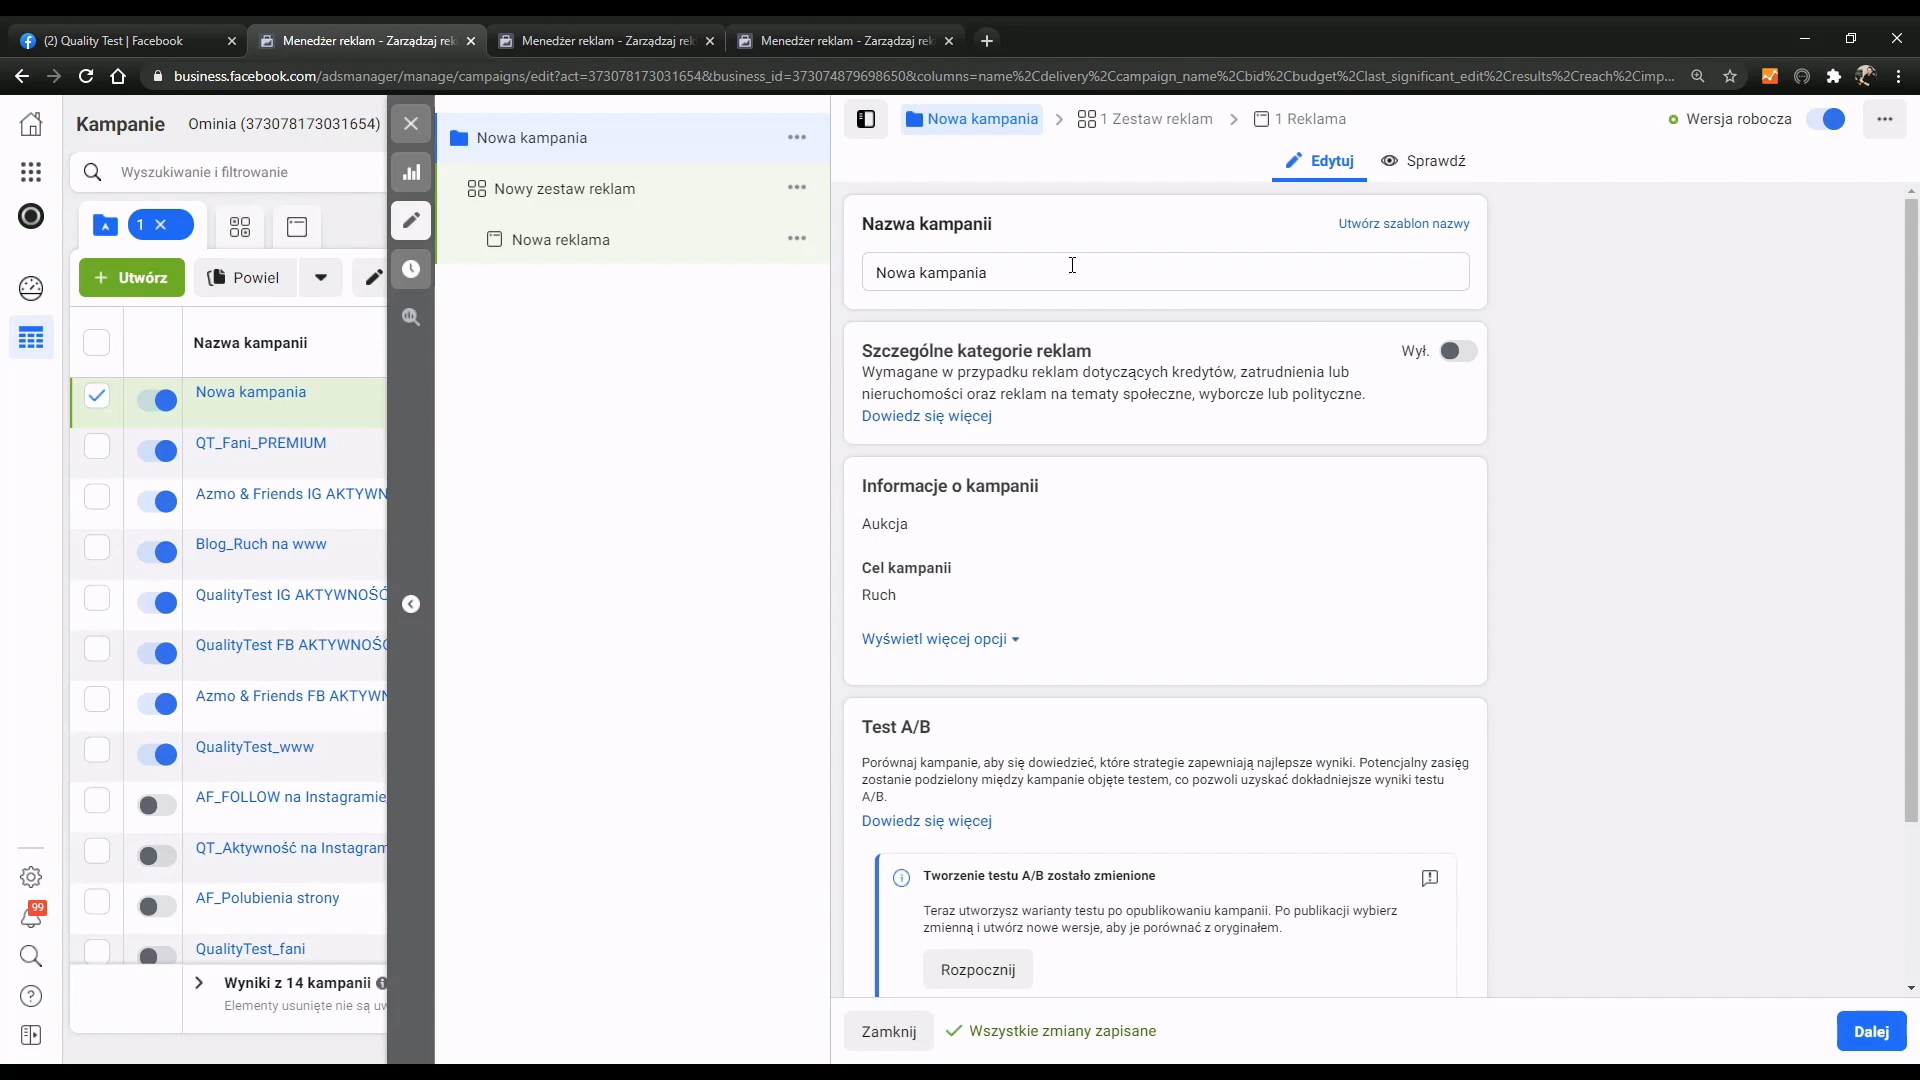 (2) Quality Test | Facebook
Menedżer reklam - Zarządzaj rek
Menedżer reklam - Zarządzaj rek
Menedżer reklam - Zarządzaj rek
business.facebook.com/adsmanager/manage/campaigns/edit?act=373078173031654&business_id=373074879698650&columns=name%2Cdelivery%2Ccampaign_name%2Cbid%2Cbudget%2Clast_significant_edit%2Cresults%2Creach%2Cimp...
Kampanie
Ominia (373078173031654)
Wyszukiwanie i filtrowanie
1
Utwórz
Powiel
Nazwa kampanii
Nowa kampania
QT_Fani_PREMIUM
Azmo & Friends IG AKTYWN
Blog_Ruch na www
QualityTest IG AKTYWNOŚĆ
QualityTest FB AKTYWNOŚĆ
Azmo & Friends FB AKTYWN
QualityTest_www
AF_FOLLOW na Instagramie
QT_Aktywność na Instagram
AF_Polubienia strony
QualityTest_fani
Wyniki z 14 kampanii
Elementy usunięte nie są uw
99
Nowa kampania
Nowy zestaw reklam
Nowa reklama
Nowa kampania
1 Zestaw reklam
1 Reklama
Wersja robocza
Edytuj
Sprawdź
Nazwa kampanii
Utwórz szablon nazwy
Nowa kampania
Szczególne kategorie reklam
Wył.
Wymagane w przypadku reklam dotyczących kredytów, zatrudnienia lub
nieruchomości oraz reklam na tematy społeczne, wyborcze lub polityczne.
Dowiedz się więcej
Informacje o kampanii
Aukcja
Cel kampanii
Ruch
Wyświetl więcej opcji
Test A/B
Porównaj kampanie, aby się dowiedzieć, które strategie zapewniają najlepsze wyniki. Potencjalny zasięg
zostanie podzielony między kampanie objęte testem, co pozwoli uzyskać dokładniejsze wyniki testu
A/B.
Dowiedz się więcej
Tworzenie testu A/B zostało zmienione
Teraz utworzysz warianty testu po opublikowaniu kampanii. Po publikacji wybierz
zmienną i utwórz nowe wersje, aby je porównać z oryginałem.
Rozpocznij
Zamknij
Wszystkie zmiany zapisane
Dalej